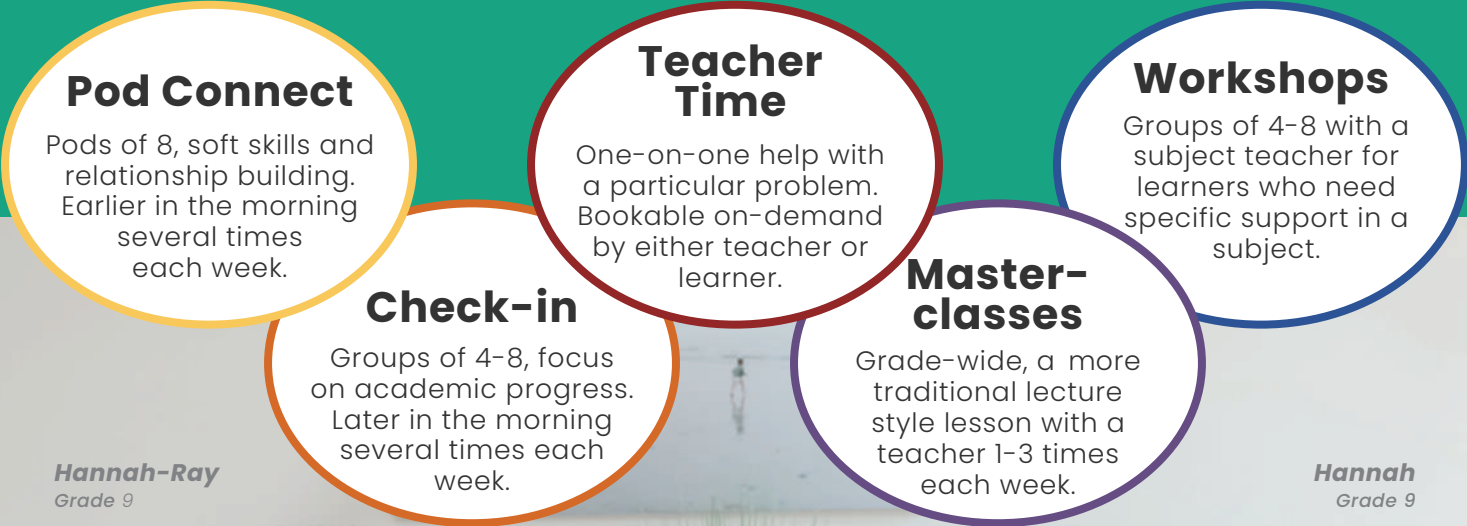 Pod Connect
Pods of 8, soft skills and
relationship building.
Earlier in the morning
several times
each week.
Check-in
Groups of 4-8, focus
on academic progress.
Later in the morning
several times each
week.
Teacher
Time
One-on-one help with
a particular problem.
Bookable on-demand
by either teacher or
learner.
Master-
classes
Grade-wide, a more
traditional lecture
style lesson with a
teacher 1-3 times
each week.
Workshops
Groups of 4-8 with a
subject teacher for
learners who need
specific support in a
subject.
Hannah-Ray
Grade 9
Hannah
Grade 9